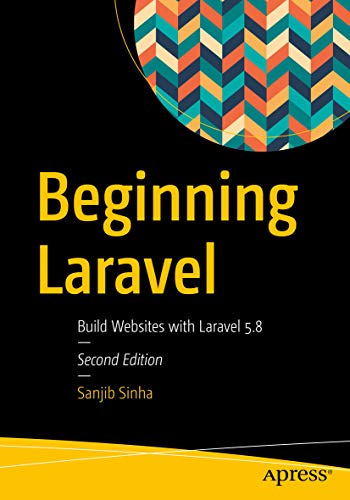 Beginning
Laravel
Build Websites with Laravel 5.8
—
Second Edition
—
Sanjib Sinha
Apress®